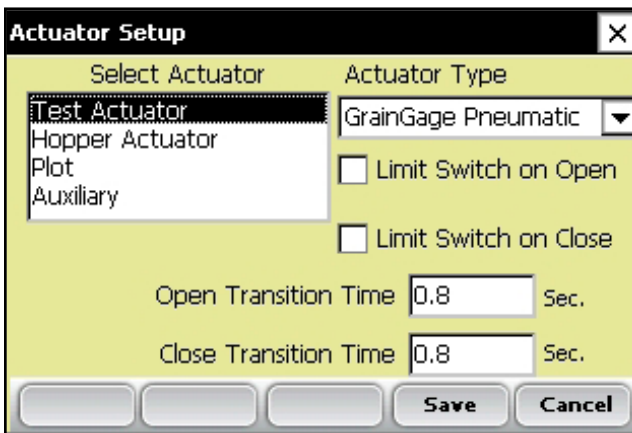 Actuator Setup
Select Actuator
Test Actuator
Hopper Actuator
Plot
Auxiliary
Actuator Type
GrainGage Pneumatic
Limit Switch on Open
Limit Switch on Close
Open Transition Time 0.8 Sec.
Close Transition Time 0.8 Sec.
Save Cancel